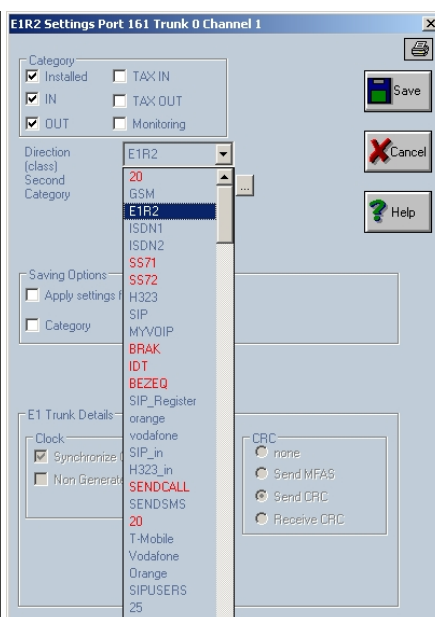 E1R2 Settings Port 161 Trunk 0 Channel 1
Category
Installed
TAX IN
IN
TAX OUT
OUT
Monitoring
Save
Cancel
Help
Direction
(class)
Second
Category
E1R2
...
20
GSM
E1R2
ISDN1
ISDN2
SS71
SS72
H323
SIP
MYVOIP
BRAK
IDT
BEZEQ
SIP_Register
orange
vodafone
SIP_in
H323_in
SENDCALL
SENDSMS
20
T-Mobile
Vodafone
Orange
SIPUSERS
25
Saving Options
Apply settings
Category
E1 Trunk Details
Clock
Synchronize
Non Generate
CRC
none
Send MFAS
Send CRC
Receive CRC